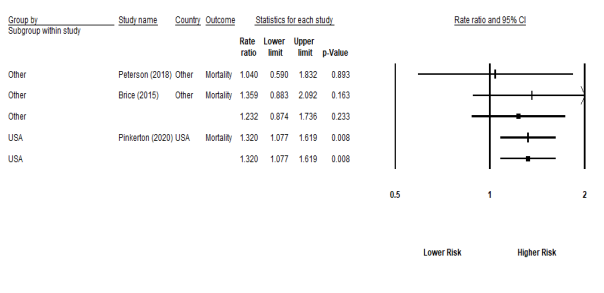 Group by Study name Country Outcome Statistics for each study Rate ratio and 95% CI
Subgroup within study
Rate ratio Lower limit Upper limit p-Value
Other Peterson (2018) Other Mortality 1.040 0.590 1.832 0.893
Other Brice (2015) Other Mortality 1.359 0.883 2.092 0.163
Other 1.232 0.874 1.736 0.233
USA Pinkerton (2020) USA Mortality 1.320 1.077 1.619 0.008
USA 1.320 1.077 1.619 0.008
0.5 1 2
Lower Risk Higher Risk